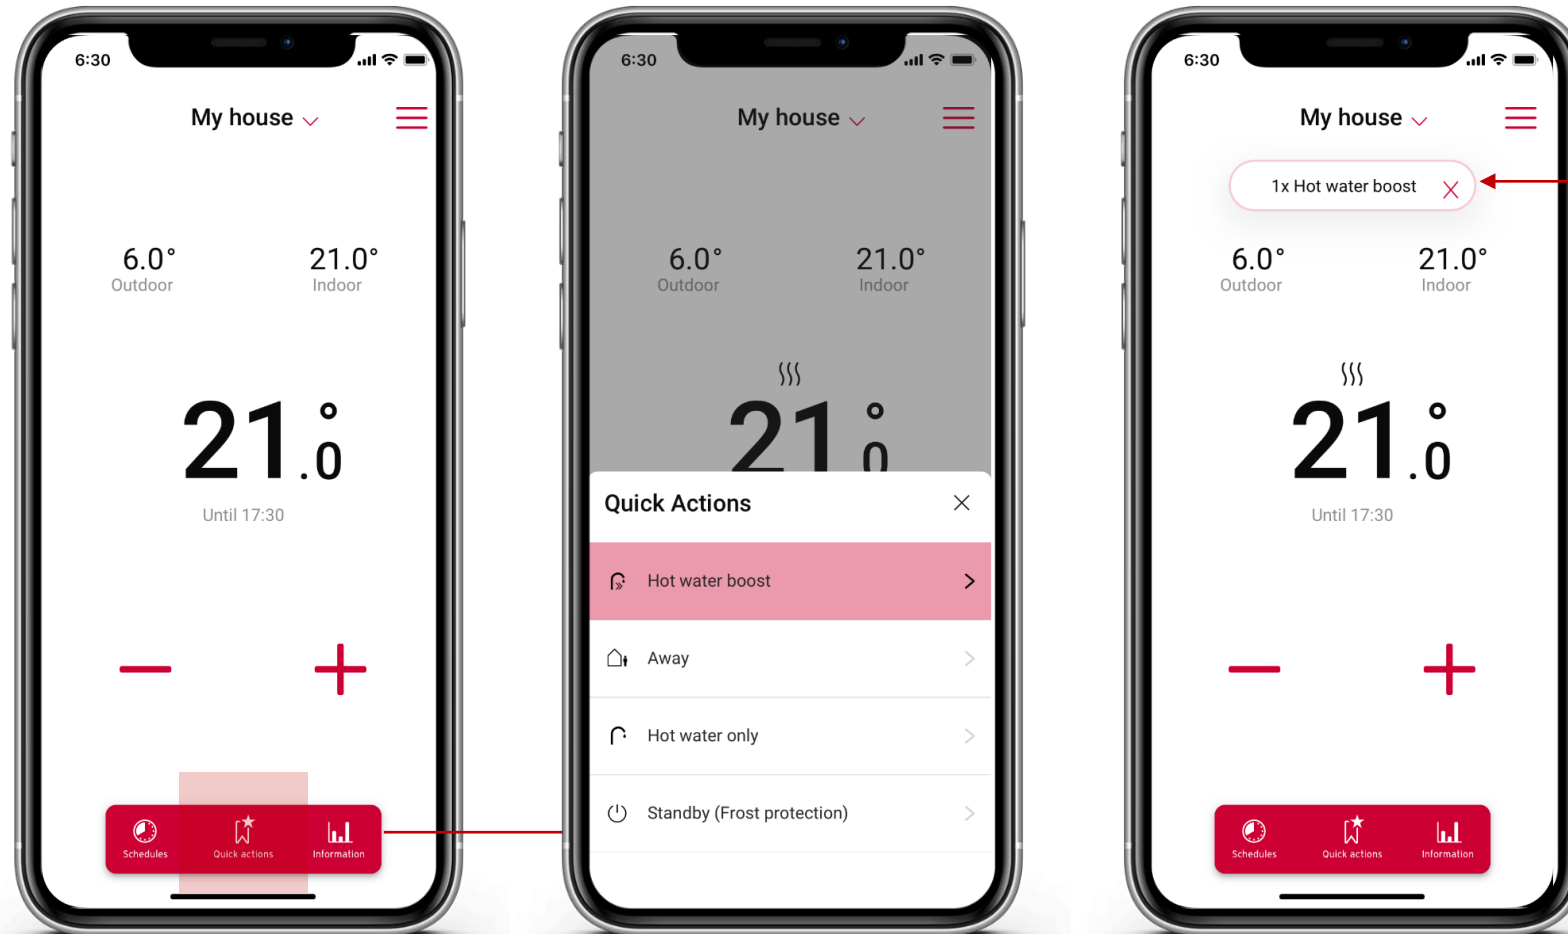 6:30
My house
6.0°
21.0°
Outdoor
Indoor
21.0°
Until 17:30
Schedules
Quick actions
Information
6:30
My house
6.0°
21.0°
Outdoor
Indoor
21.0°
Quick Actions
Hot water boost
Away
Hot water only
Standby (Frost protection)
6:30
My house
1x Hot water boost
6.0°
21.0°
Outdoor
Indoor
21.0°
Until 17:30
Schedules
Quick actions
Information